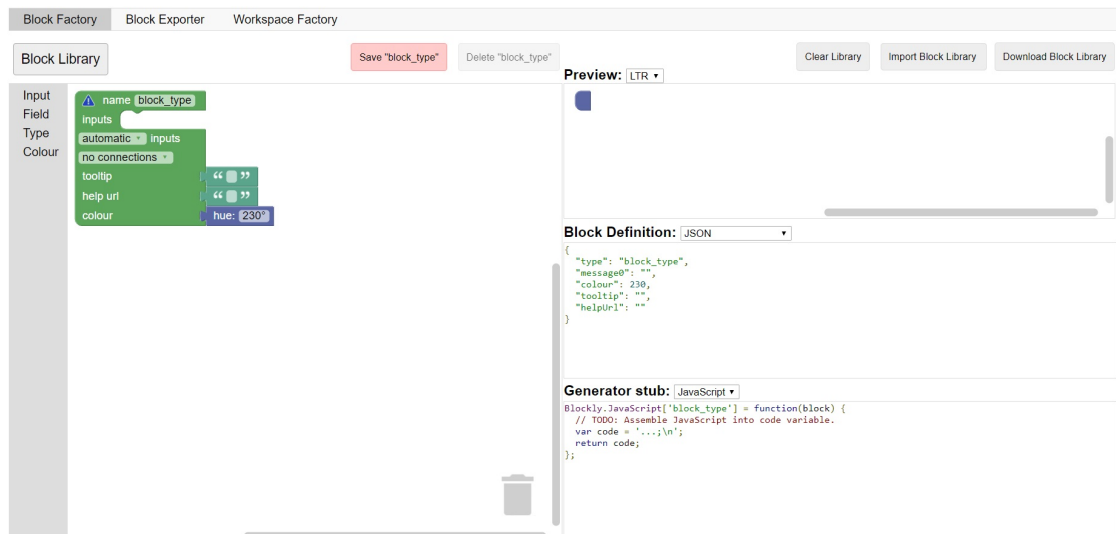 Block Factory Block Exporter Workspace Factory
Block Library
Save "block_type"
Delete "block_type"
Clear Library
Import Block Library
Download Block Library
Input
Field
Type
Colour
name block_type
inputs
automatic inputs
no connections
tooltip “ ”
help url “ ”
colour hue: 230°
Preview: LTR
Block Definition: JSON
{
  "type": "block_type",
  "message0": "",
  "colour": 230,
  "tooltip": "",
  "helpUrl": ""
}
Generator stub: JavaScript
Blockly.JavaScript['block_type'] = function(block) {
  // TODO: Assemble JavaScript into code variable.
  var code = '...;\n';
  return code;
};